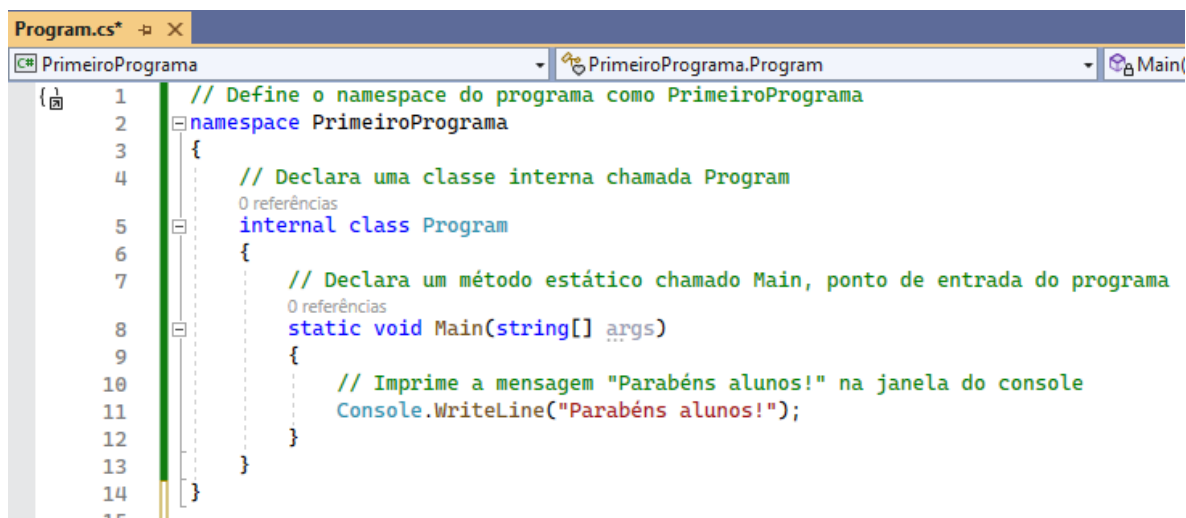 Program.cs*
C# PrimeiroPrograma PrimeiroPrograma.Program Main(
1 // Define o namespace do programa como PrimeiroPrograma
2 namespace PrimeiroPrograma
3 {
4 // Declara uma classe interna chamada Program
0 referências
5 internal class Program
6 {
7 // Declara um método estático chamado Main, ponto de entrada do programa
0 referências
8 static void Main(string[] args)
9 {
10 // Imprime a mensagem "Parabéns alunos!" na janela do console
11 Console.WriteLine("Parabéns alunos!");
12 }
13 }
14 }